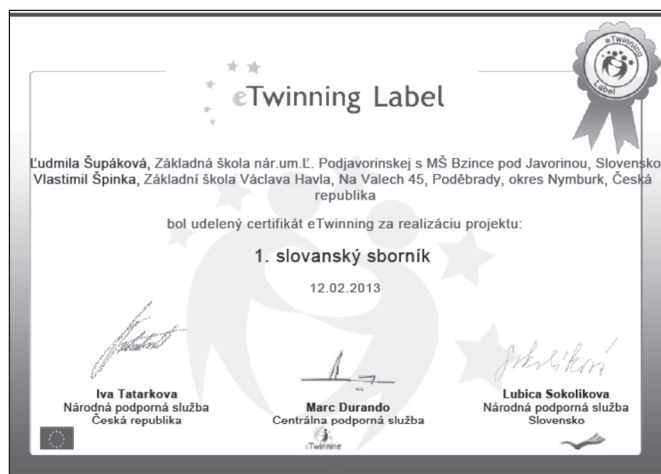 eTwinning Label
eTwinning
Label
Ľudmila Šupáková, Základná škola nár.um.Ľ. Podjavorinskej s MŠ Bzince pod Javorinou, Slovensko
Vlastimil Špinka, Základní škola Václava Havla, Na Valech 45, Poděbrady, okres Nymburk, Česká
republika
bol udelený certifikát eTwinning za realizáciu projektu:
1. slovanský sborník
12.02.2013
Iva Tatarkova
Národná podporná služba
Česká republika
Marc Durando
Centrálna podporná služba
eTwinning
Lubica Sokolikova
Národná podporná služba
Slovensko